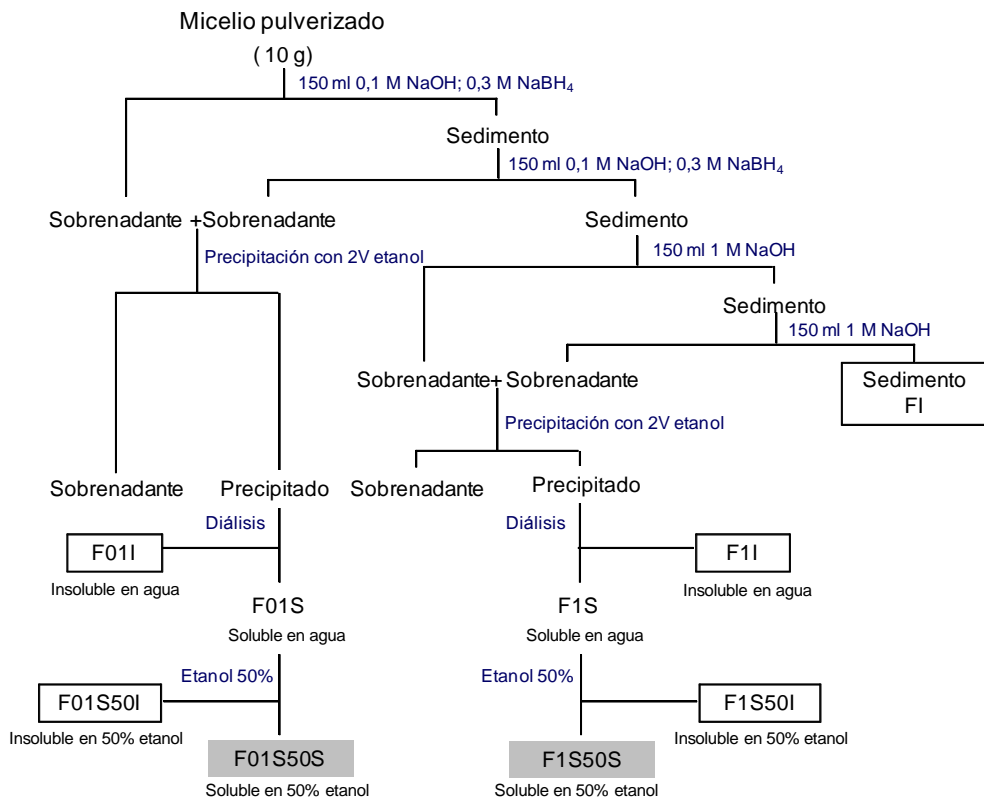 Micelio pulverizado
( 10 g)
150 ml 0,1 M NaOH; 0,3 M NaBH4
Sedimento
150 ml 0,1 M NaOH; 0,3 M NaBH4
Sobrenadante +Sobrenadante
Sedimento
Precipitación con 2V etanol
150 ml 1 M NaOH
Sedimento
150 ml 1 M NaOH
Sobrenadante+ Sobrenadante
Sedimento
FI
Precipitación con 2V etanol
Sobrenadante
Precipitado
Sobrenadante
Precipitado
Diálisis
Diálisis
F01I
F1I
Insoluble en agua
Insoluble en agua
F01S
F1S
Soluble en agua
Soluble en agua
Etanol 50%
Etanol 50%
F01S50I
F1S50I
Insoluble en 50% etanol
Insoluble en 50% etanol
F01S50S
F1S50S
Soluble en 50% etanol
Soluble en 50% etanol